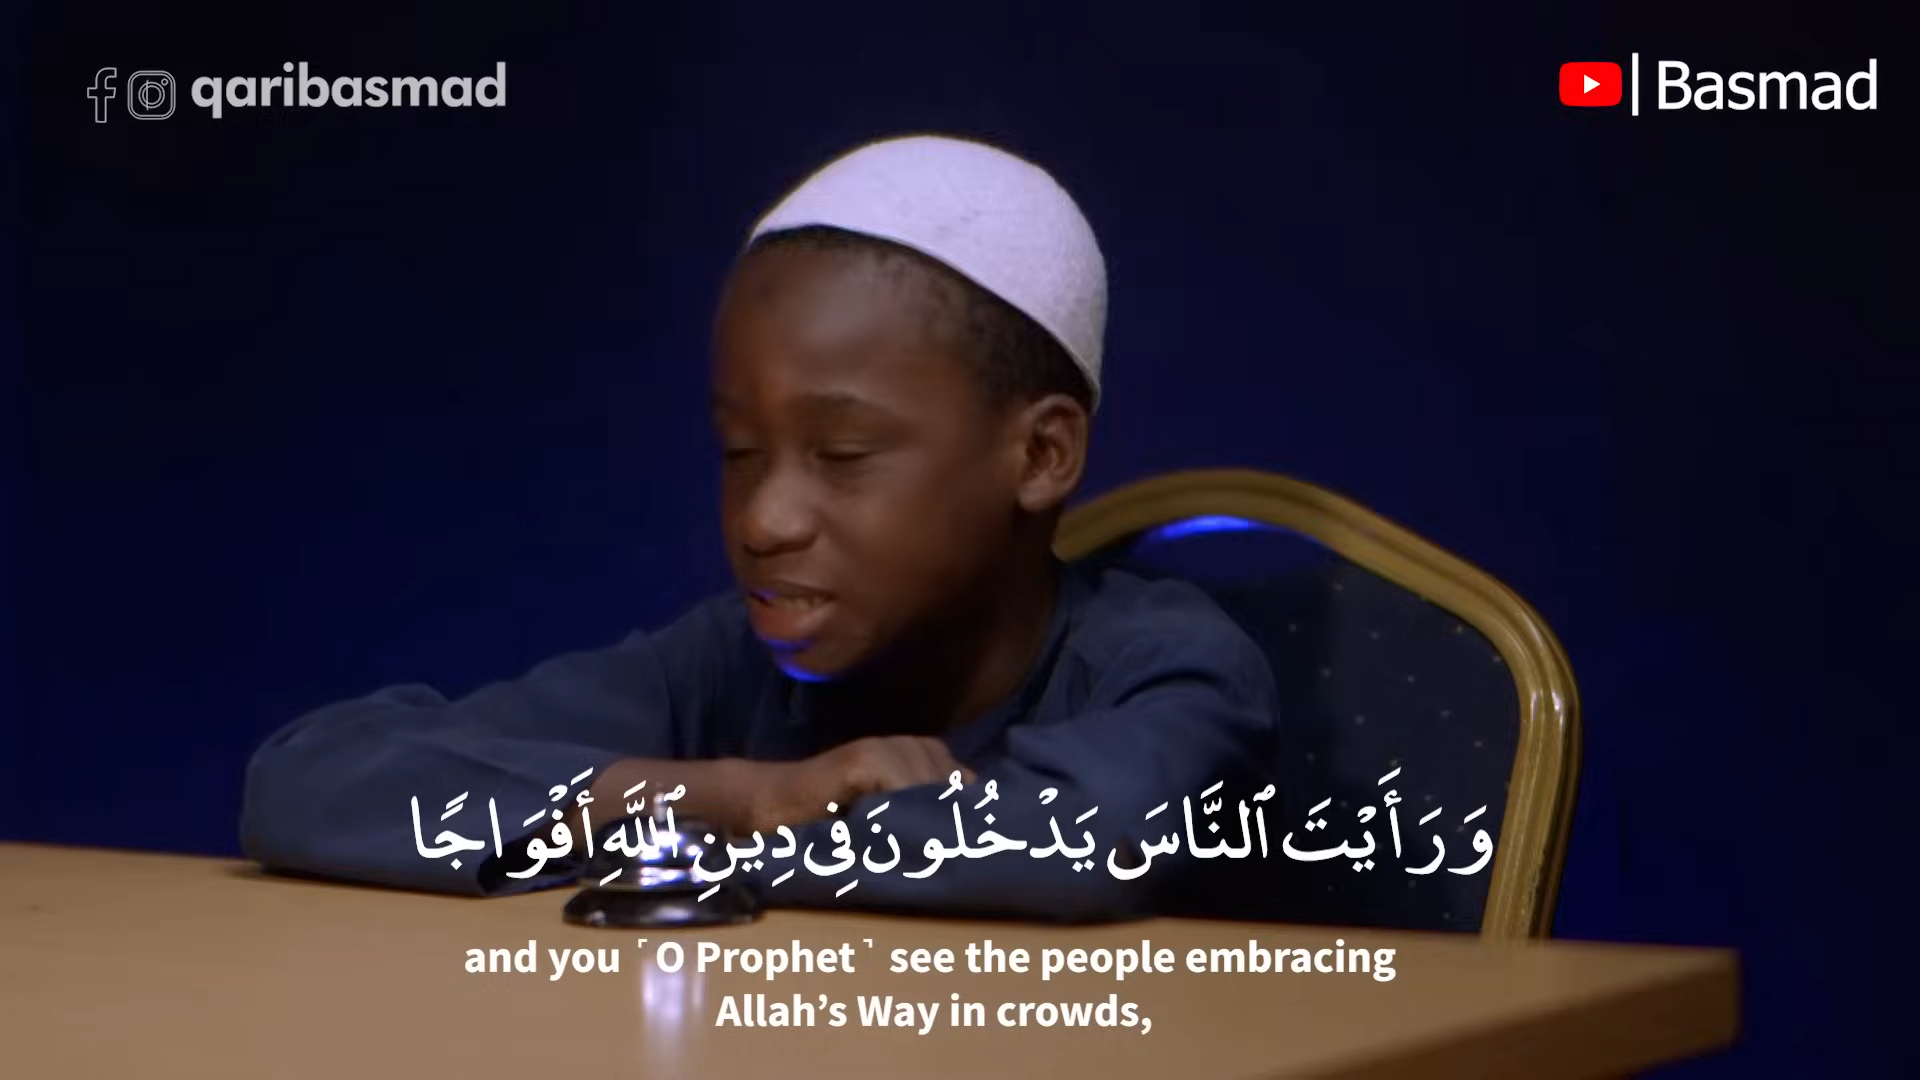 qaribasmad
| Basmad
وَرَأَيْتَ ٱلنَّاسَ يَدْخُلُونَ فِى دِينِ ٱللَّهِ أَفْوَاجًا
and you ˹O Prophet˺ see the people embracing
Allah’s Way in crowds,